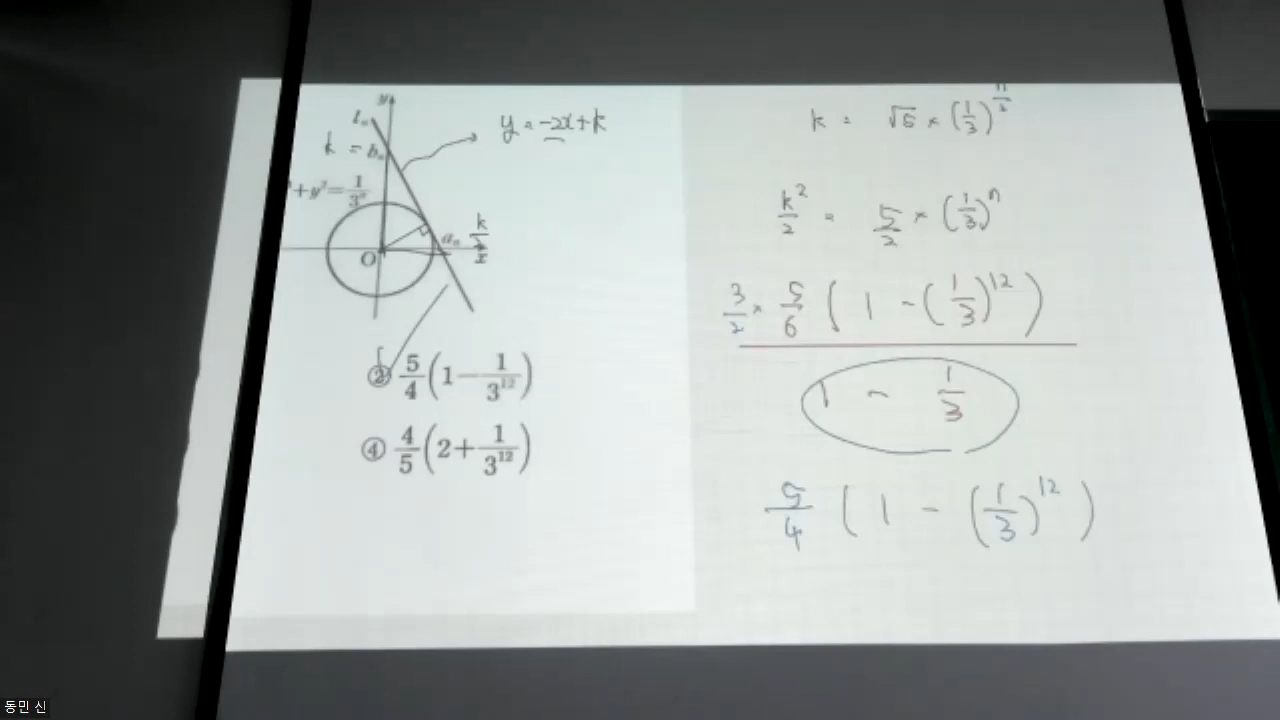 y
lₙ
k = bₙ
y = -2x + k
+y²=1/3ⁿ
O
aₙ
k/2
x
② 5/4(1-1/3¹²)
④ 4/5(2+1/3¹²)
k = √5 × (1/3)^(n/2)
k²/2 = 5/2 × (1/3)ⁿ
3/2 × 5/6 ( 1 - (1/3)¹² )
1 - 1/3
5/4 ( 1 - (1/3)¹² )
동민 신